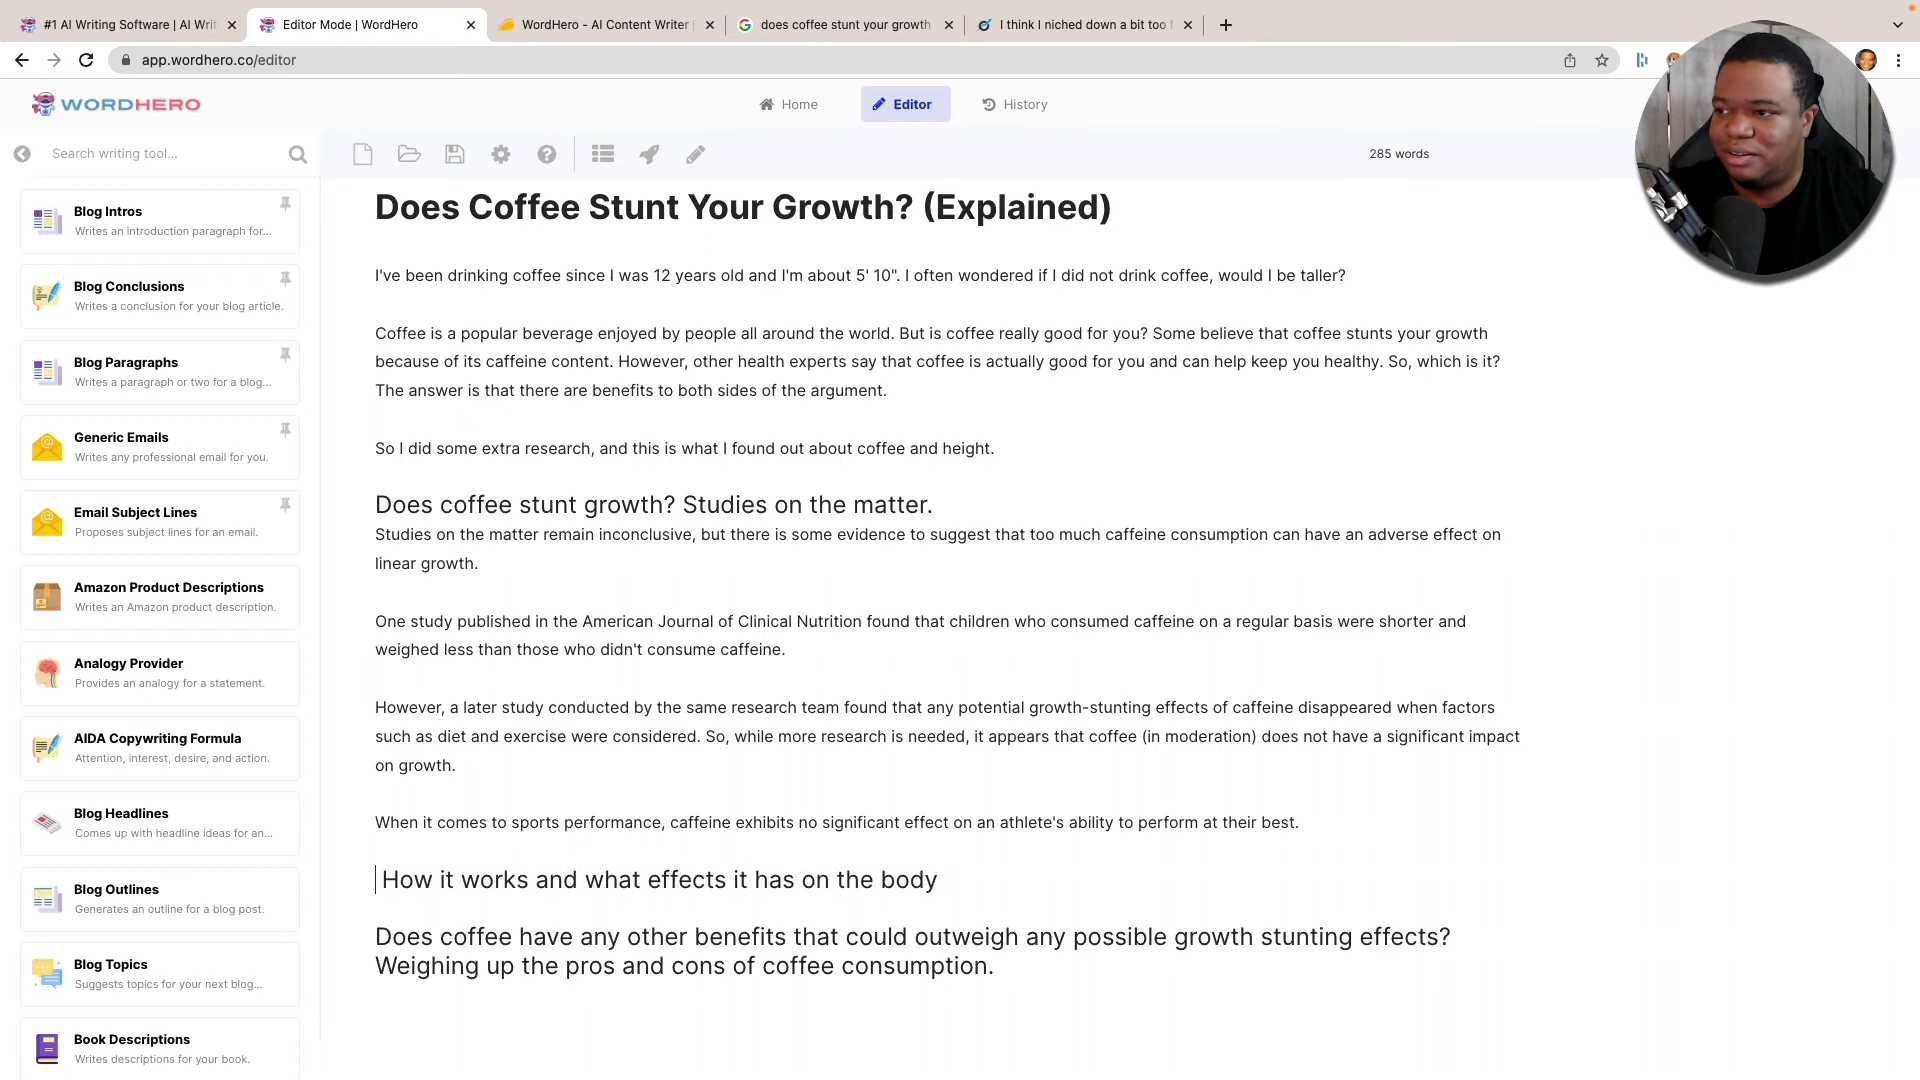 #1 AI Writing Software | AI Writ
Editor Mode | WordHero
WordHero - AI Content Writer |
does coffee stunt your growth
I think I niched down a bit too f
app.wordhero.co/editor
WORDHERO
Home
Editor
History
Search writing tool...
285 words
Blog Intros
Writes an introduction paragraph for...
Blog Conclusions
Writes a conclusion for your blog article.
Blog Paragraphs
Writes a paragraph or two for a blog...
Generic Emails
Writes any professional email for you.
Email Subject Lines
Proposes subject lines for an email.
Amazon Product Descriptions
Writes an Amazon product description.
Analogy Provider
Provides an analogy for a statement.
AIDA Copywriting Formula
Attention, interest, desire, and action.
Blog Headlines
Comes up with headline ideas for an...
Blog Outlines
Generates an outline for a blog post.
Blog Topics
Suggests topics for your next blog...
Book Descriptions
Writes descriptions for your book.
Does Coffee Stunt Your Growth? (Explained)
I've been drinking coffee since I was 12 years old and I'm about 5' 10". I often wondered if I did not drink coffee, would I be taller?
Coffee is a popular beverage enjoyed by people all around the world. But is coffee really good for you? Some believe that coffee stunts your growth
because of its caffeine content. However, other health experts say that coffee is actually good for you and can help keep you healthy. So, which is it?
The answer is that there are benefits to both sides of the argument.
So I did some extra research, and this is what I found out about coffee and height.
Does coffee stunt growth? Studies on the matter.
Studies on the matter remain inconclusive, but there is some evidence to suggest that too much caffeine consumption can have an adverse effect on
linear growth.
One study published in the American Journal of Clinical Nutrition found that children who consumed caffeine on a regular basis were shorter and
weighed less than those who didn't consume caffeine.
However, a later study conducted by the same research team found that any potential growth-stunting effects of caffeine disappeared when factors
such as diet and exercise were considered. So, while more research is needed, it appears that coffee (in moderation) does not have a significant impact
on growth.
When it comes to sports performance, caffeine exhibits no significant effect on an athlete's ability to perform at their best.
How it works and what effects it has on the body
Does coffee have any other benefits that could outweigh any possible growth stunting effects?
Weighing up the pros and cons of coffee consumption.